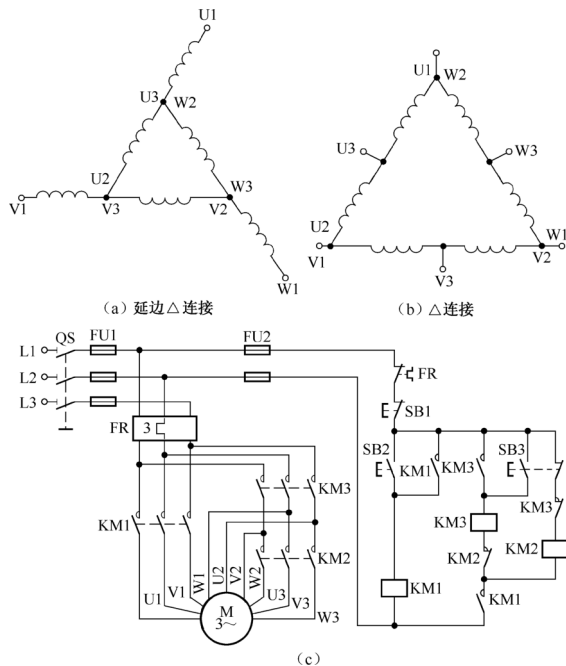 U1
U3 W2
U2
V1 V3 V2 W3
W1
(a) 延边△连接
U1 W2
U3 W3
U2 W1
V1 V2
V3
(b) △连接
L1 QS FU1 FU2
L2
L3
FR 3
FR
SB1
SB2 KM1 KM3 SB3
KM3
KM1 KM3
KM3 KM2
KM2 KM2
KM1 KM1
U1 V1 W1 U2 V2 W2 U3 V3 W3
M
3~
(c)